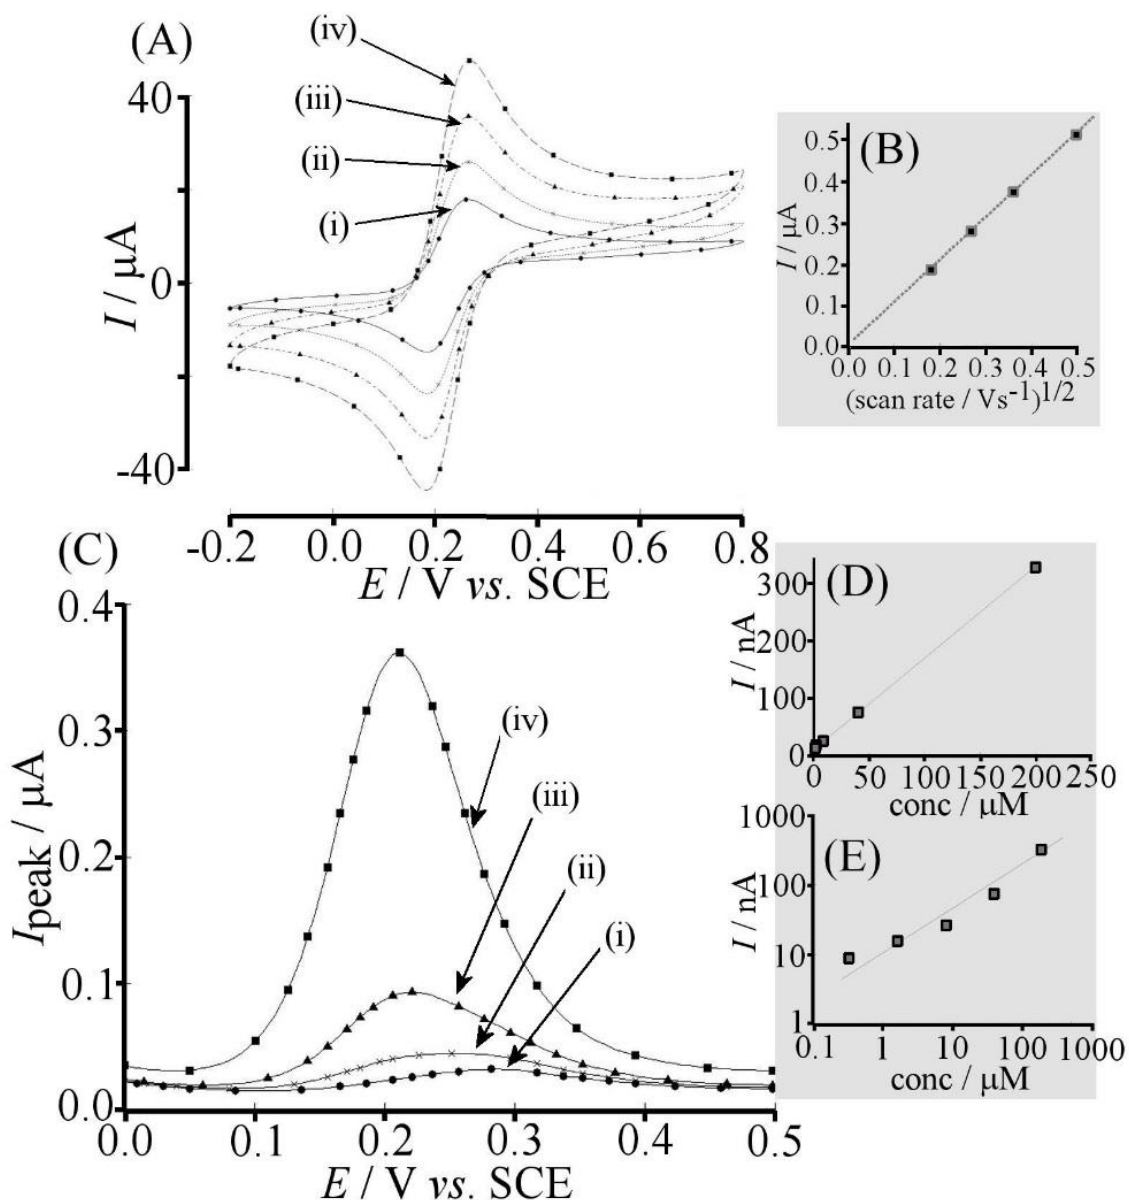 (A)
(iv)
(iii)
(ii)
(i)
40
0
-40
I / μA
-0.2 0.0 0.2 0.4 0.6 0.8
E / V vs. SCE
(B)
0.5
0.4
0.3
0.2
0.1
0.0
I / μA
0.0 0.1 0.2 0.3 0.4 0.5
(scan rate / Vs-1)1/2
(C)
0.4
0.3
0.2
0.1
0.0
Ipeak / μA
(iv)
(iii)
(ii)
(i)
0.0 0.1 0.2 0.3 0.4 0.5
E / V vs. SCE
(D)
300
200
100
0
I / nA
0 50 100 150 200 250
conc / μM
(E)
1000
100
10
1
I / nA
0.1 1 10 100 1000
conc / μM